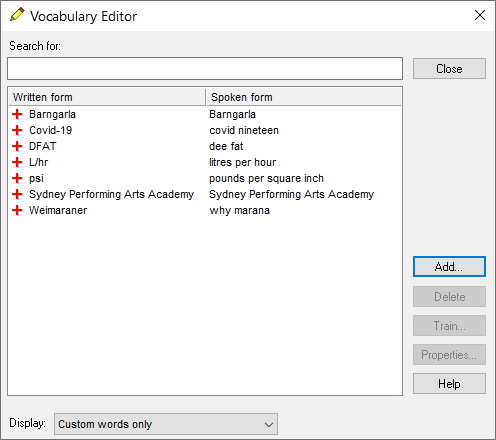 Vocabulary Editor
Search for:
Close
Written form Spoken form
Barngarla Barngarla
Covid-19 covid nineteen
DFAT dee fat
L/hr litres per hour
psi pounds per square inch
Sydney Performing Arts Academy Sydney Performing Arts Academy
Weimaraner why marana
Add...
Delete
Train...
Properties...
Help
Display: Custom words only